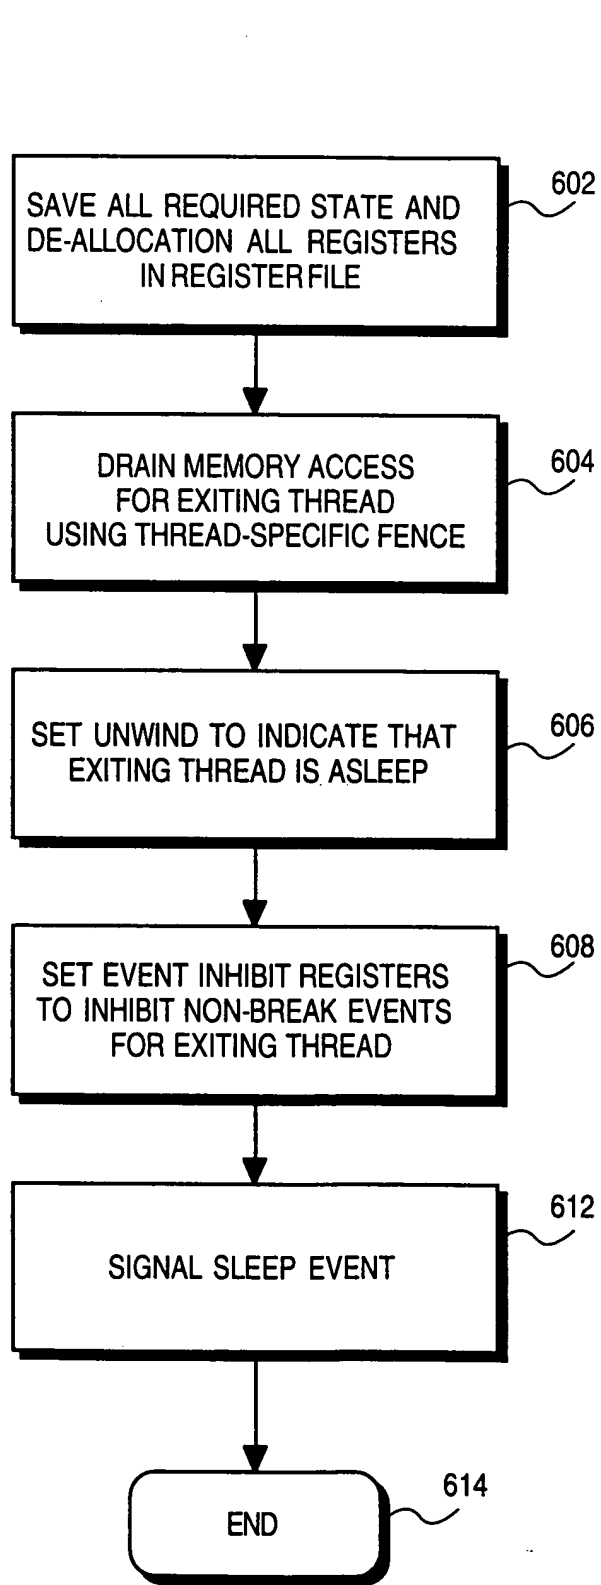 602
SAVE ALL REQUIRED STATE AND
DE-ALLOCATION ALL REGISTERS
IN REGISTER FILE
604
DRAIN MEMORY ACCESS
FOR EXITING THREAD
USING THREAD-SPECIFIC FENCE
606
SET UNWIND TO INDICATE THAT
EXITING THREAD IS ASLEEP
608
SET EVENT INHIBIT REGISTERS
TO INHIBIT NON-BREAK EVENTS
FOR EXITING THREAD
612
SIGNAL SLEEP EVENT
614
END